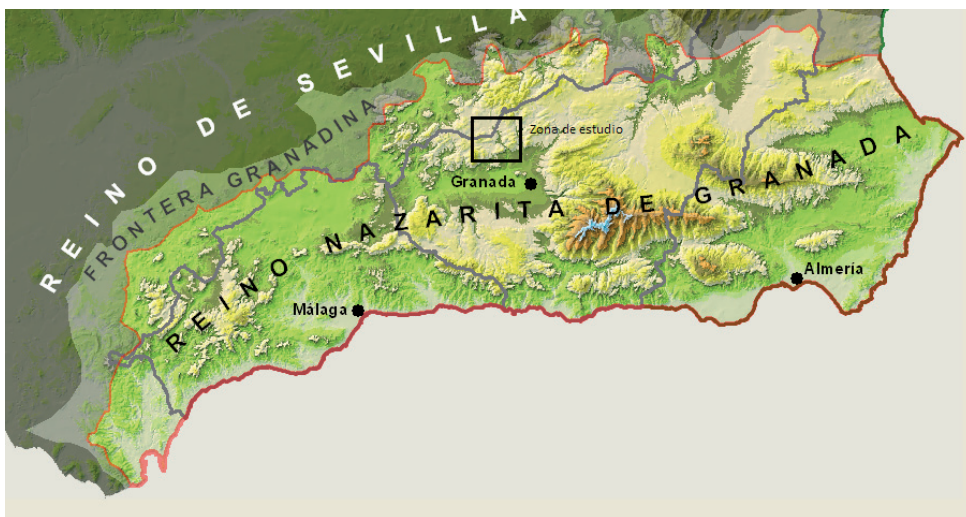 REINO DE SEVILLA
FRONTERA GRANADINA
Zona de estudio
Granada
REINO NAZARITA DE GRANADA
Almería
Málaga